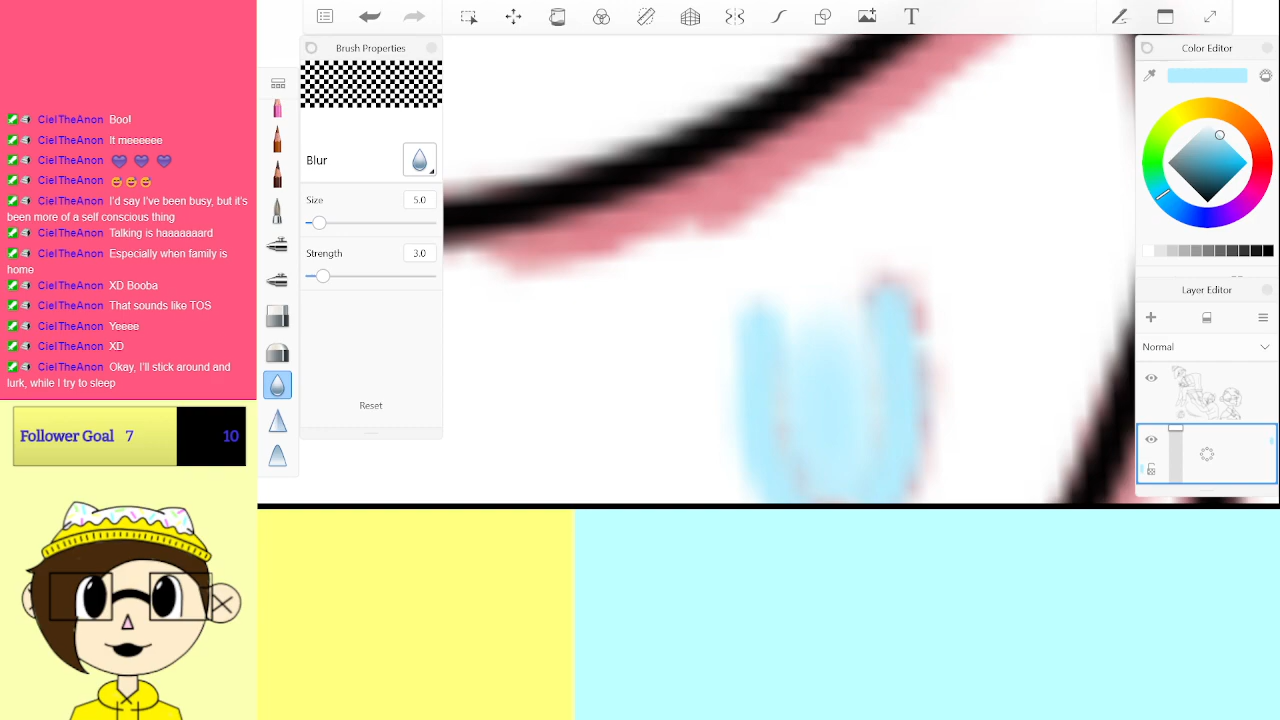 CielTheAnon Boo!
CielTheAnon It meeeeee
CielTheAnon
CielTheAnon
CielTheAnon I'd say I've been busy, but it's
been more of a self conscious thing
CielTheAnon Talking is haaaaaaard
CielTheAnon Especially when family is
home
CielTheAnon XD Booba
CielTheAnon That sounds like TOS
CielTheAnon Yeeee
CielTheAnon XD
CielTheAnon Okay, I'll stick around and
lurk, while I try to sleep
Follower Goal 7 10
T
Brush Properties
Blur
Size 5.0
Strength 3.0
Reset
Color Editor
Layer Editor
Normal